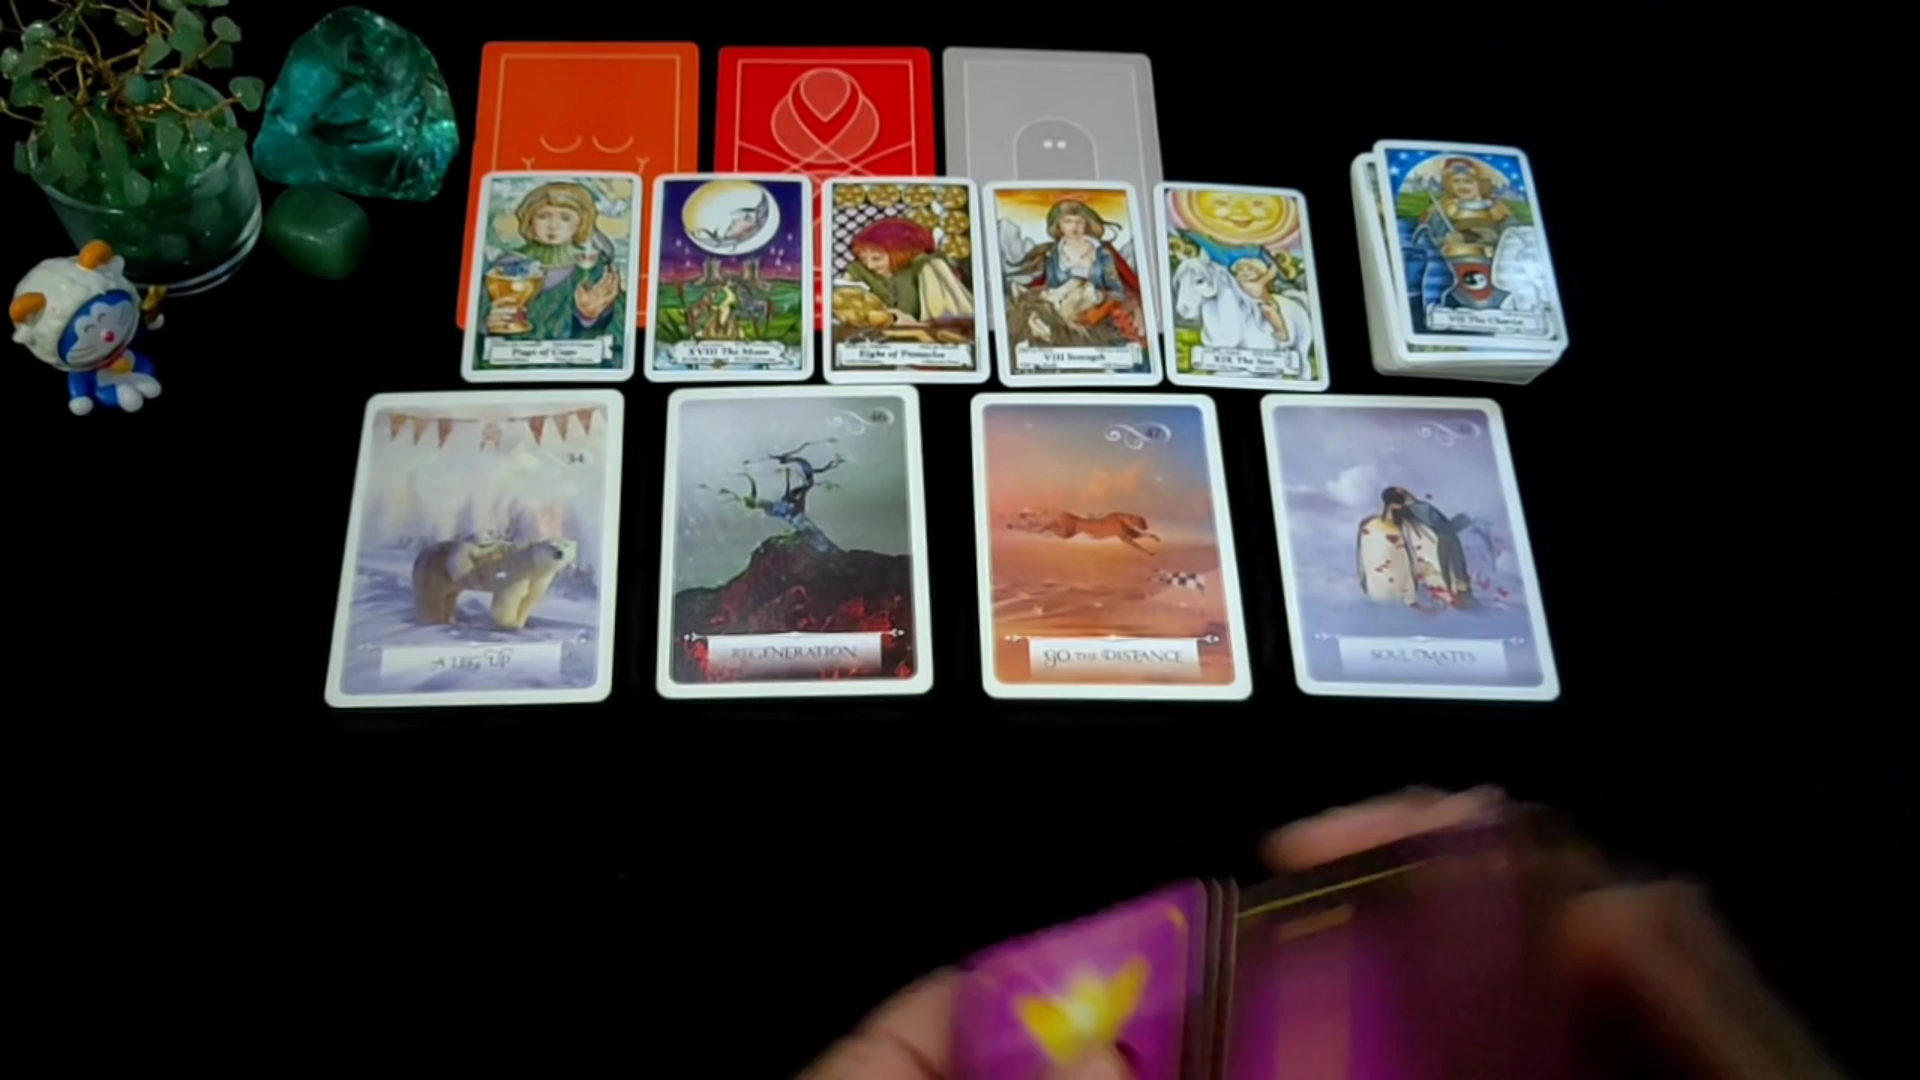 Page of Cups
XVIII The Moon
Eight of Pentacles
VIII Strength
XIX The Sun
VII The Chariot
34
A LEG UP
46
REGENERATION
47
GO THE DISTANCE
SOUL MATES